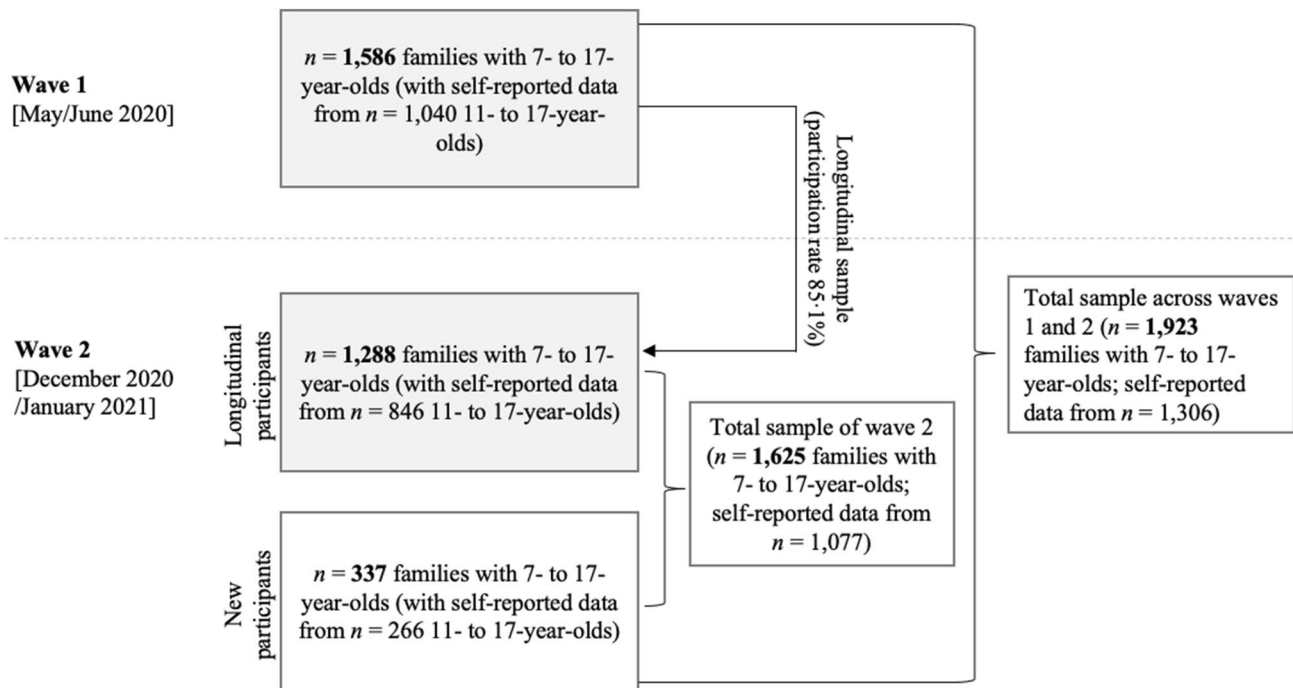 Wave 1
[May/June 2020]
n = 1,586 families with 7- to 17-
year-olds (with self-reported data
from n = 1,040 11- to 17-year-
olds)
Longitudinal sample
(participation rate 85·1%)
Wave 2
[December 2020
/January 2021]
Longitudinal
participants
n = 1,288 families with 7- to 17-
year-olds (with self-reported data
from n = 846 11- to 17-year-olds)
New
participants
n = 337 families with 7- to 17-
year-olds (with self-reported data
from n = 266 11- to 17-year-olds)
Total sample of wave 2
(n = 1,625 families with
7- to 17-year-olds;
self-reported data from
n = 1,077)
Total sample across waves
1 and 2 (n = 1,923
families with 7- to 17-
year-olds; self-reported
data from n = 1,306)